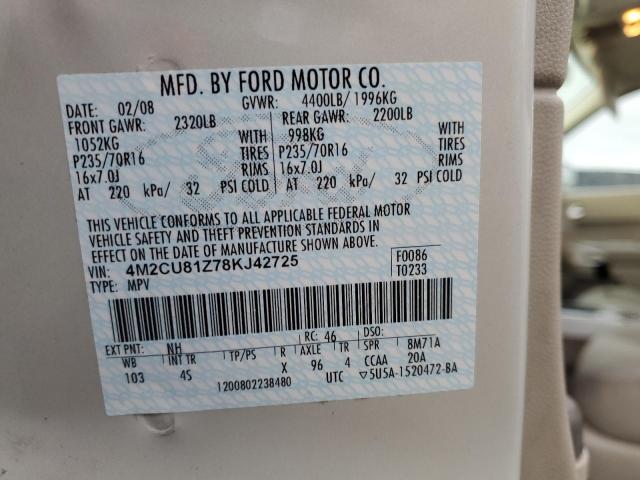 MFD. BY FORD MOTOR CO.
DATE: 02/08 GVWR: 4400LB/ 1996KG
FRONT GAWR: 2320LB REAR GAWR: 2200LB
1052KG WITH 998KG WITH
P235/70R16 TIRES P235/70R16 TIRES
16x7.0J RIMS 16x7.0J RIMS
AT 220 kPa/ 32 PSI COLD AT 220 kPa/ 32 PSI COLD
THIS VEHICLE CONFORMS TO ALL APPLICABLE FEDERAL MOTOR
VEHICLE SAFETY AND THEFT PREVENTION STANDARDS IN
EFFECT ON THE DATE OF MANUFACTURE SHOWN ABOVE.
VIN: 4M2CU81Z78KJ42725 F0086
TYPE: MPV T0233
EXT PNT: NH RC: 46 DSO:
WB INT TR TP/PS R AXLE TR SPR 8M71A
103 4S X 96 4 CCAA 20A
1200802238480 UTC ▽5U5A-1520472-BA